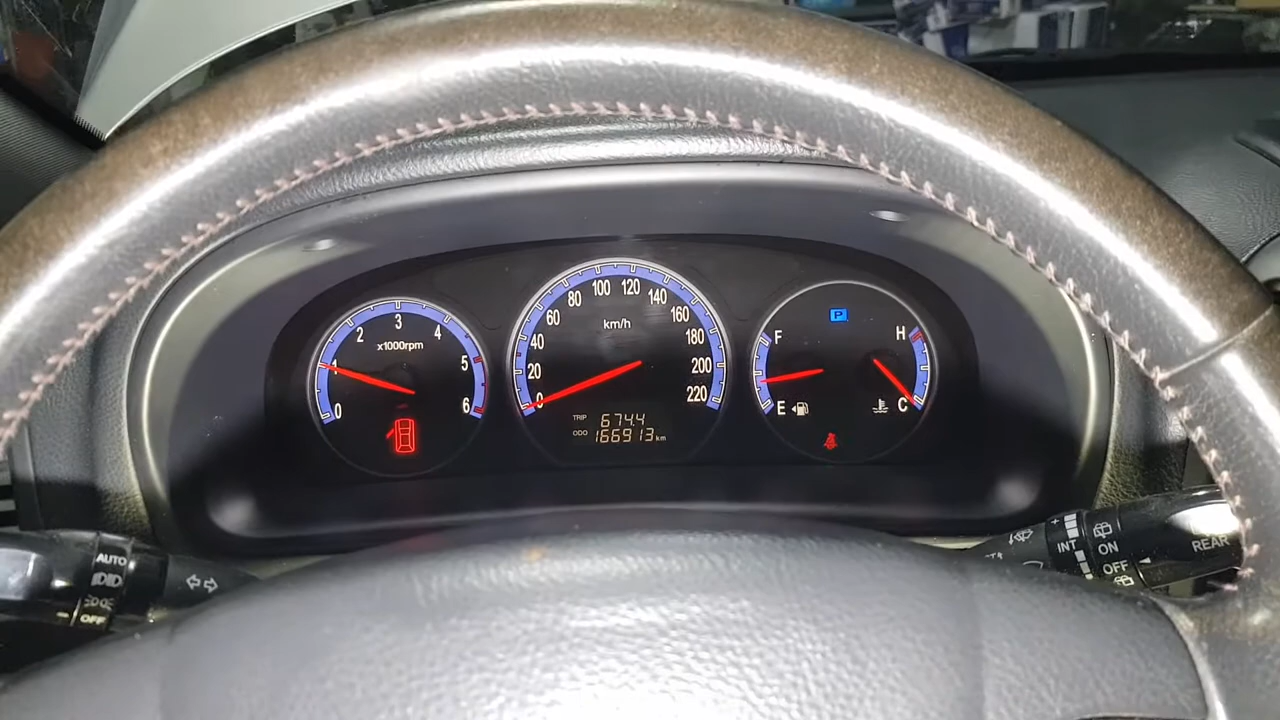 0 1 2 3 4 5 6
x1000rpm
0 20 40 60 80 100 120 140 160 180 200 220
km/h
TRIP 674.4
ODO 166913 km
P
F
E
H
C
AUTO
OFF
+
INT
ON
OFF
REAR